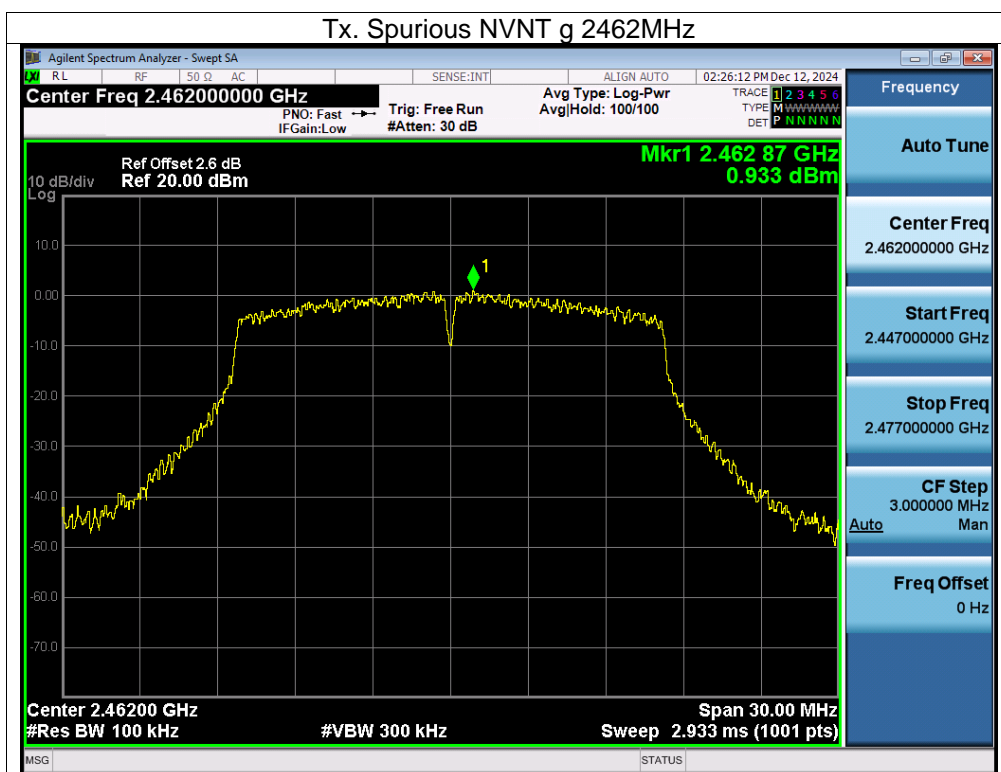 Tx. Spurious NVNT g 2462MHz
Agilent Spectrum Analyzer - Swept SA
LXI RL RF 50 Ω AC SENSE:INT ALIGN AUTO 02:26:12 PM Dec 12, 2024
Center Freq 2.462000000 GHz
PNO: Fast
IFGain:Low
Trig: Free Run
#Atten: 30 dB
Avg Type: Log-Pwr
Avg|Hold: 100/100
TRACE 1 2 3 4 5 6
TYPE M WWWWW
DET P N N N N N
Mkr1 2.462 87 GHz
0.933 dBm
Ref Offset 2.6 dB
10 dB/div Ref 20.00 dBm
Log
10.0
0.00
-10.0
-20.0
-30.0
-40.0
-50.0
-60.0
-70.0
1
Center 2.46200 GHz Span 30.00 MHz
#Res BW 100 kHz #VBW 300 kHz Sweep 2.933 ms (1001 pts)
MSG STATUS
Frequency
Auto Tune
Center Freq
2.462000000 GHz
Start Freq
2.447000000 GHz
Stop Freq
2.477000000 GHz
CF Step
3.000000 MHz
Auto Man
Freq Offset
0 Hz